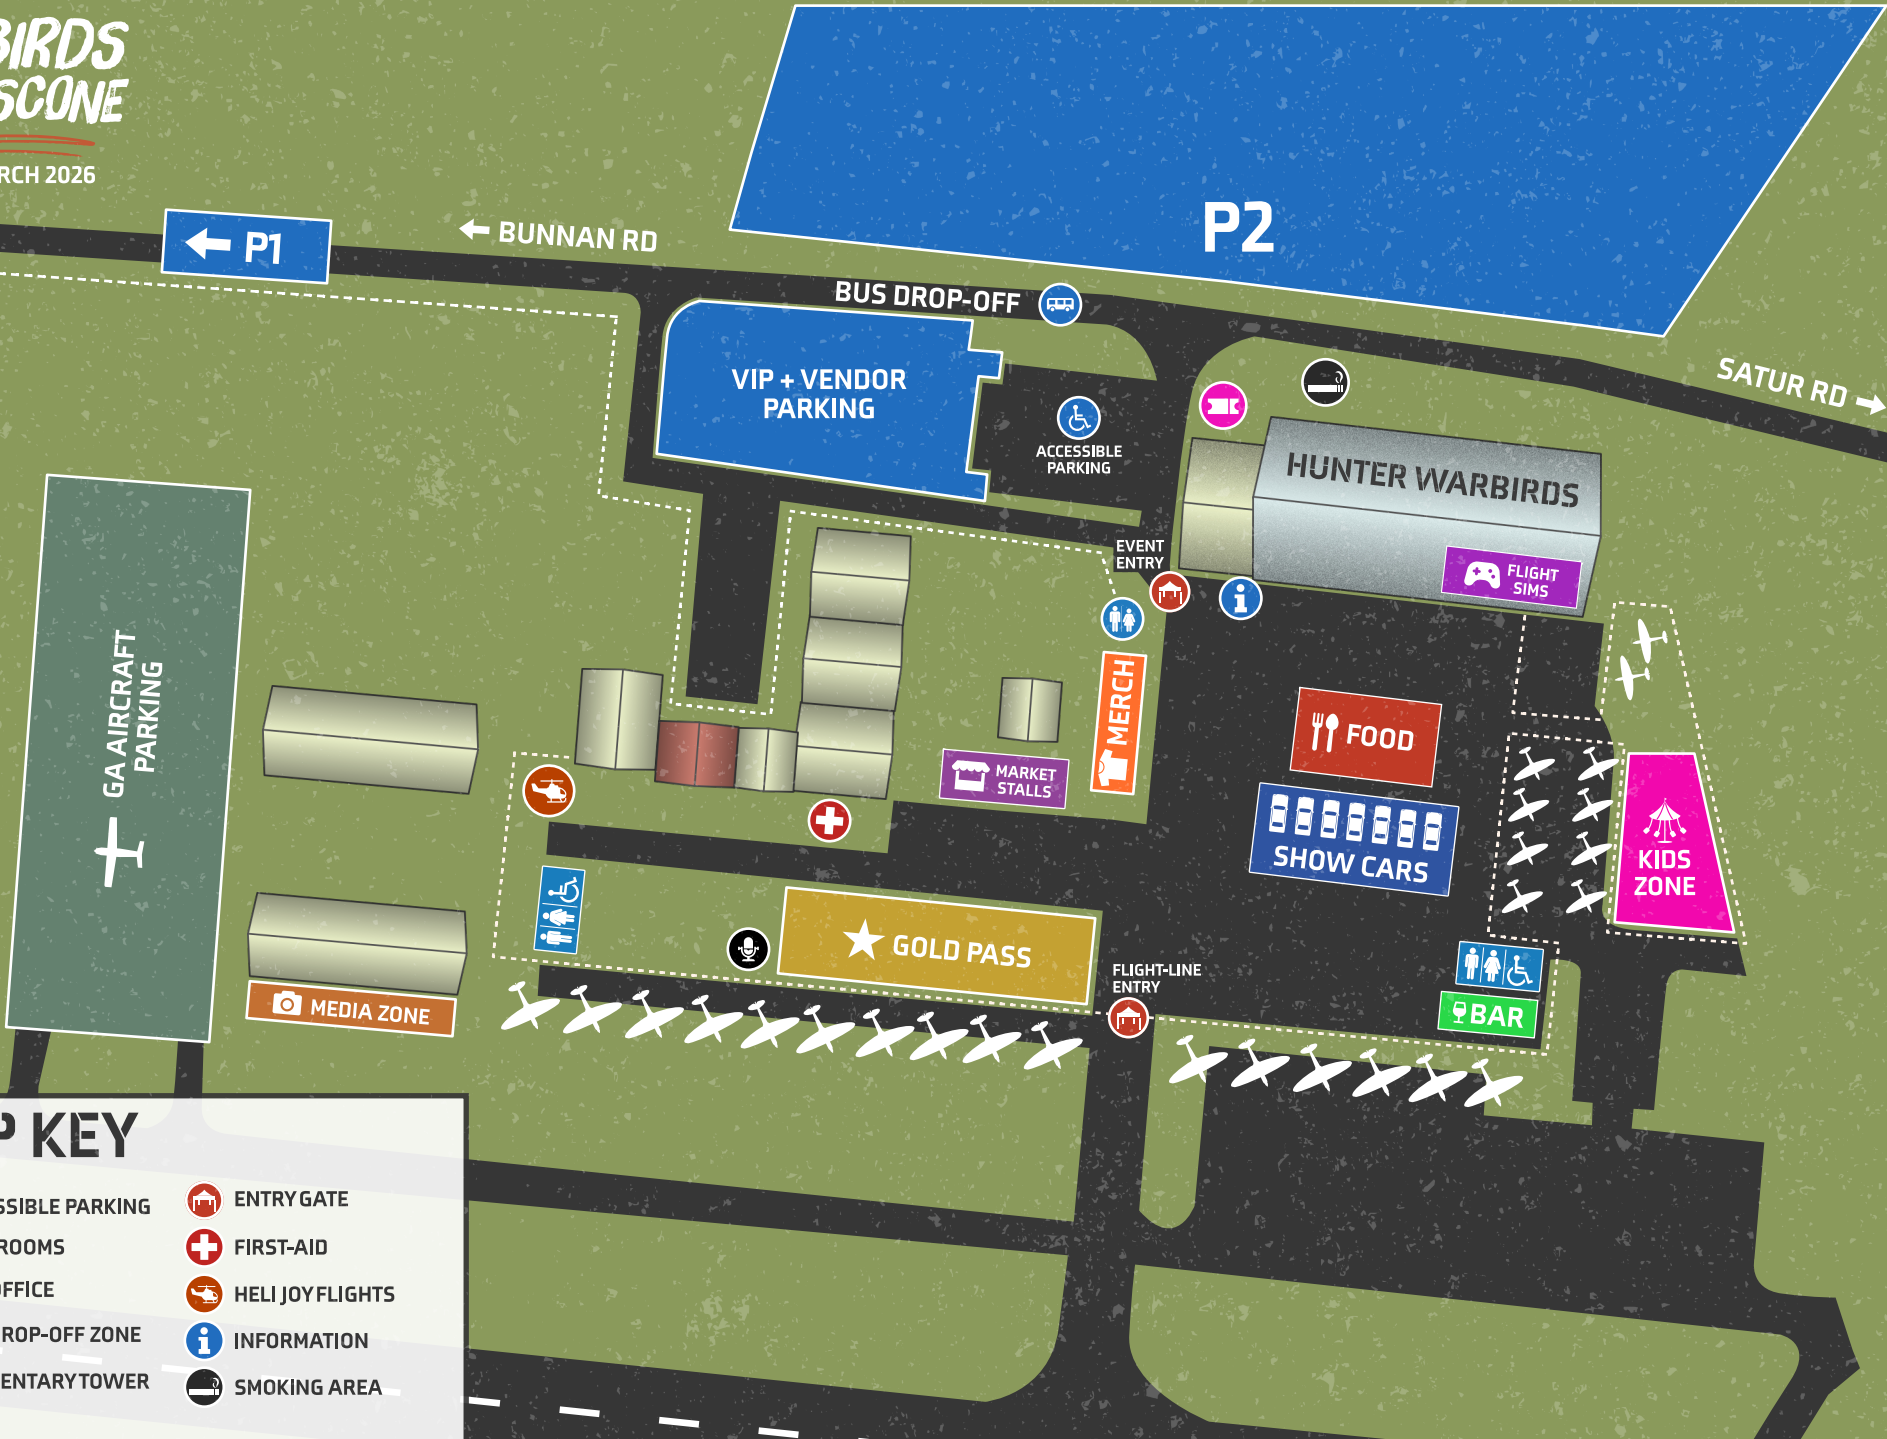 BIRDS
SCONE
RCH 2026
P2
P1
BUNNAN RD
BUS DROP-OFF
SATUR RD
VIP + VENDOR
PARKING
ACCESSIBLE
PARKING
HUNTER WARBIRDS
FLIGHT
SIMS
EVENT
ENTRY
GA AIRCRAFT
PARKING
MERCH
FOOD
MARKET
STALLS
SHOW CARS
KIDS
ZONE
GOLD PASS
FLIGHT-LINE
ENTRY
BAR
MEDIA ZONE
P KEY
SSIBLE PARKING
ROOMS
OFFICE
ROP-OFF ZONE
ENTARY TOWER
ENTRY GATE
FIRST-AID
HELI JOY FLIGHTS
INFORMATION
SMOKING AREA